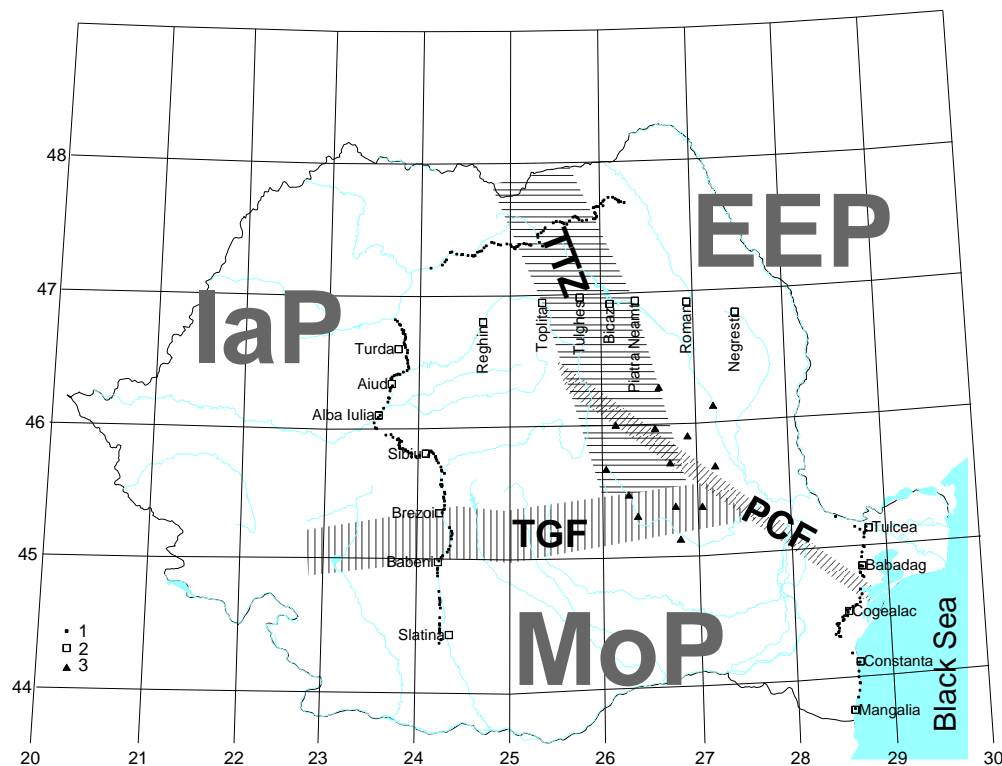 48
EEP
TTZ
47
IaP
Toplita
Tulghes
Bicaz
Piatra Neamt
Roman
Negresti
Reghin
Turda
Aiud
46
Alba Iulia
Sibiu
Brezoi
TGF
PCF
Tulcea
45
Babeni
Babadag
Cogealac
1
2
3
Slatina
MoP
Black Sea
Constanta
44
Mangalia
20 21 22 23 24 25 26 27 28 29 30